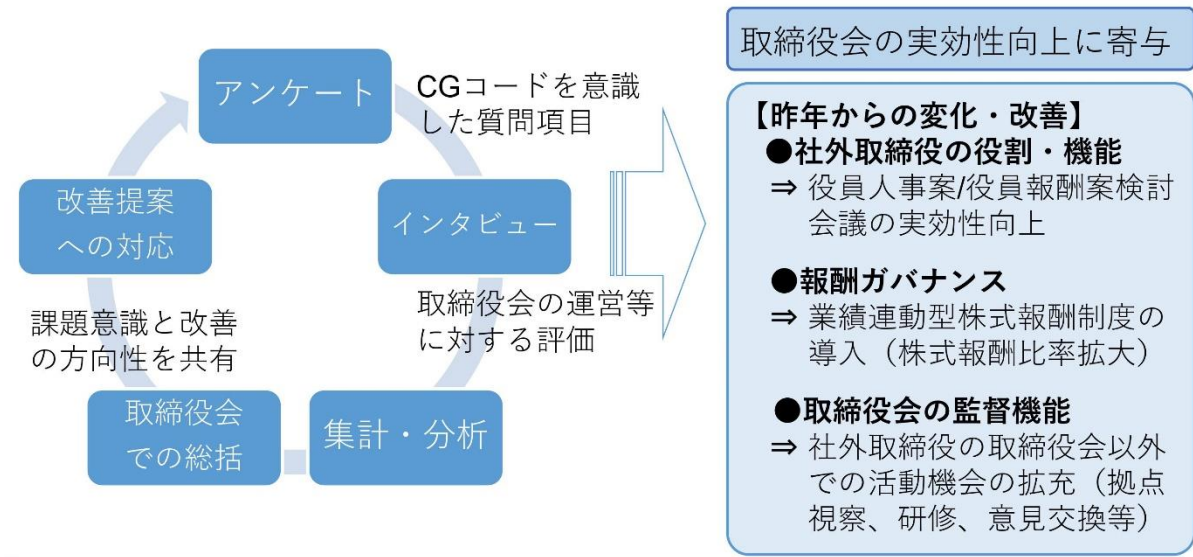 アンケート
CGコードを意識
した質問項目
インタビュー
取締役会の運営等
に対する評価
集計・分析
取締役会
での総括
課題意識と改善
の方向性を共有
改善提案
への対応
取締役会の実効性向上に寄与
【昨年からの変化・改善】
●社外取締役の役割・機能
⇒ 役員人事案/役員報酬案検討
会議の実効性向上
●報酬ガバナンス
⇒ 業績連動型株式報酬制度の
導入（株式報酬比率拡大）
●取締役会の監督機能
⇒ 社外取締役の取締役会以外
での活動機会の拡充（拠点
視察、研修、意見交換等）